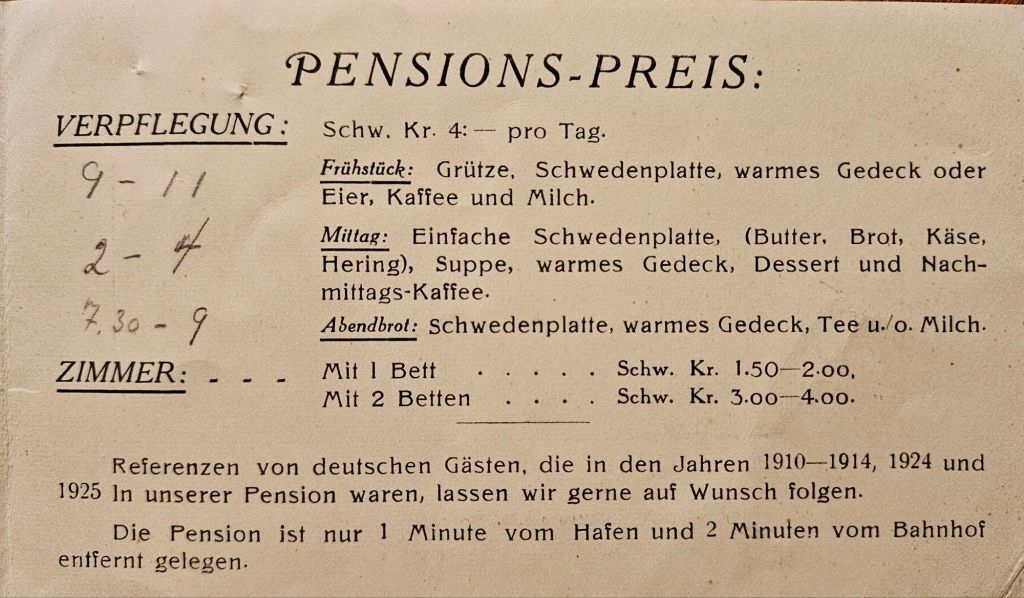 PENSIONS-PREIS:
VERPFLEGUNG: Schw. Kr. 4:— pro Tag.
9 - 11 Frühstück: Grütze, Schwedenplatte, warmes Gedeck oder
Eier, Kaffee und Milch.
2 - 4 Mittag: Einfache Schwedenplatte, (Butter, Brot, Käse,
Hering), Suppe, warmes Gedeck, Dessert und Nach-
mittags-Kaffee.
7.30 - 9 Abendbrot: Schwedenplatte, warmes Gedeck, Tee u./o. Milch.
ZIMMER: - - - Mit 1 Bett . . . . . Schw. Kr. 1.50—2.00,
Mit 2 Betten . . . . Schw. Kr. 3.00—4.00.
Referenzen von deutschen Gästen, die in den Jahren 1910—1914, 1924 und
1925 In unserer Pension waren, lassen wir gerne auf Wunsch folgen.
Die Pension ist nur 1 Minute vom Hafen und 2 Minuten vom Bahnhof
entfernt gelegen.